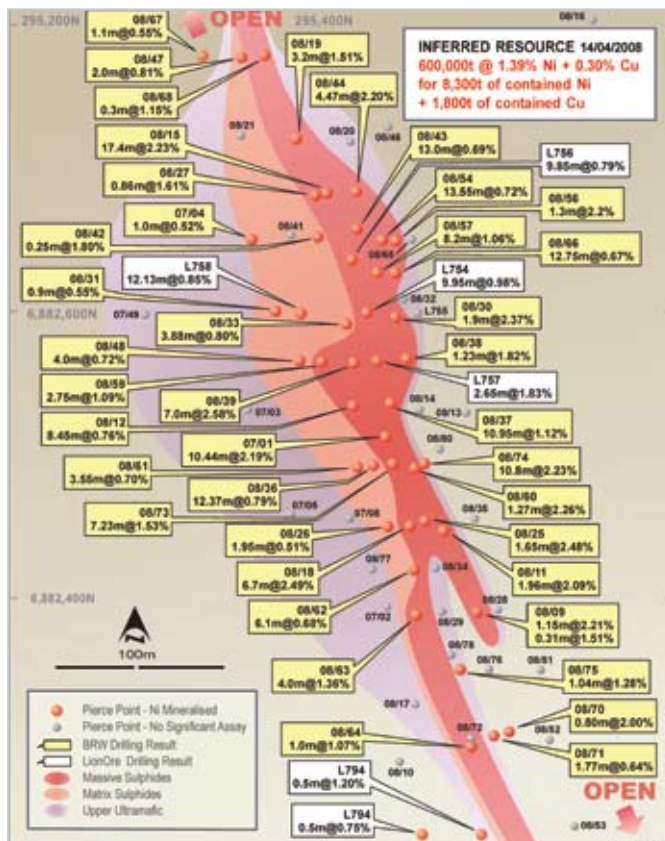 295,200N
OPEN
295,400N
08/16
08/67
1.1m@0.55%
08/47
2.0m@0.81%
08/68
0.3m@1.15%
08/19
3.2m@1.51%
08/44
4.47m@2.20%
INFERRED RESOURCE 14/04/2008
600,000t @ 1.39% Ni + 0.30% Cu
for 8,300t of contained Ni
+ 1,800t of contained Cu
08/21
08/20
08/46
08/15
17.4m@2.23%
08/43
13.0m@0.69%
L756
9.85m@0.79%
08/27
0.86m@1.61%
08/54
13.55m@0.72%
08/56
1.3m@2.2%
07/04
1.0m@0.52%
08/42
0.25m@1.80%
08/41
08/57
8.2m@1.06%
08/66
12.75m@0.67%
L758
12.13m@0.85%
L754
9.95m@0.98%
08/31
0.9m@0.55%
08/32
L755
6,882,600N
07/49
08/30
1.9m@2.37%
08/33
3.88m@0.80%
08/48
4.0m@0.72%
08/38
1.23m@1.82%
08/59
2.75m@1.09%
08/39
7.0m@2.58%
L757
2.65m@1.83%
07/03
08/14
08/13
08/12
8.45m@0.76%
08/37
10.95m@1.12%
07/01
10.44m@2.19%
08/80
08/61
3.55m@0.70%
08/74
10.8m@2.23%
08/36
12.37m@0.79%
08/60
1.27m@2.26%
08/73
7.23m@1.53%
07/08
08/35
08/26
1.95m@0.51%
08/25
1.65m@2.48%
08/18
6.7m@2.49%
08/77
08/34
08/11
1.96m@2.09%
6,882,400N
08/62
6.1m@0.68%
07/02
08/29
08/28
08/09
1.15m@2.21%
0.31m@1.51%
100m
08/63
4.0m@1.36%
08/78
08/76
08/81
08/75
1.04m@1.28%
08/17
08/70
0.80m@2.00%
08/64
1.0m@1.07%
08/72
08/52
08/71
1.77m@0.64%
08/10
L794
0.5m@1.20%
L794
0.5m@0.75%
OPEN
08/53
Pierce Point - Ni Mineralised
Pierce Point - No Significant Assay
BRW Drilling Result
LionOre Drilling Result
Massive Sulphides
Matrix Sulphides
Upper Ultramafic